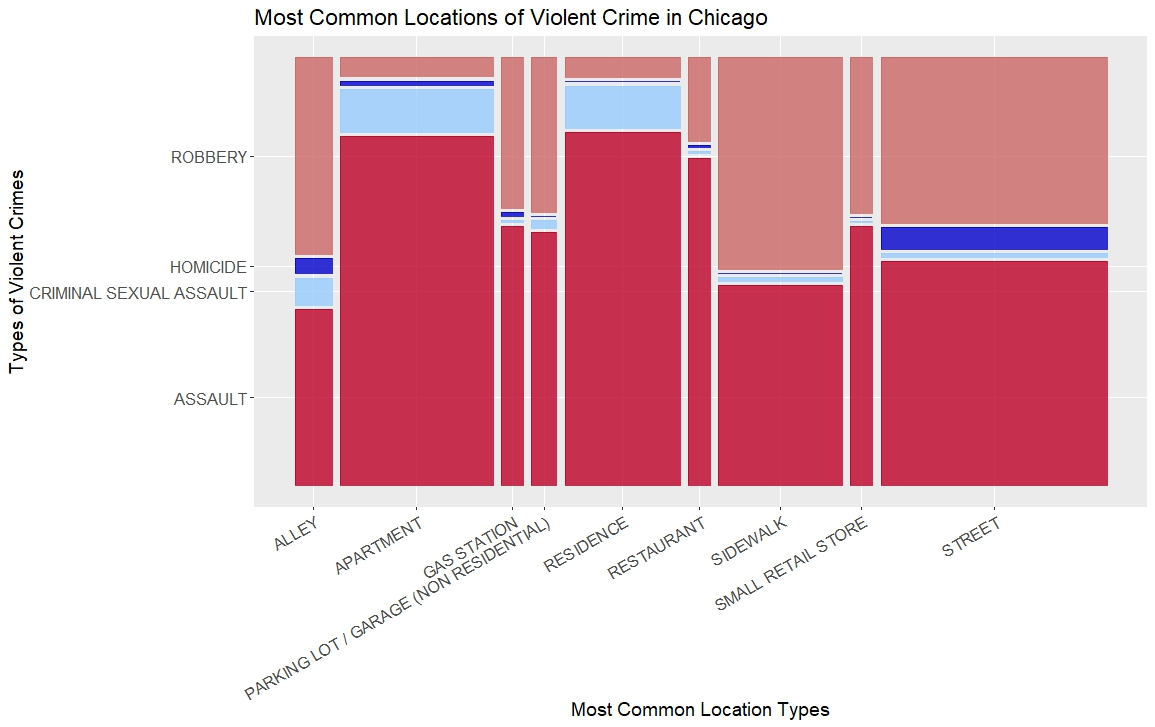 Most Common Locations of Violent Crime in Chicago
Types of Violent Crimes
ROBBERY
HOMICIDE
CRIMINAL SEXUAL ASSAULT
ASSAULT
ALLEY
APARTMENT
GAS STATION
PARKING LOT / GARAGE (NON RESIDENTIAL)
RESIDENCE
RESTAURANT
SIDEWALK
SMALL RETAIL STORE
STREET
Most Common Location Types